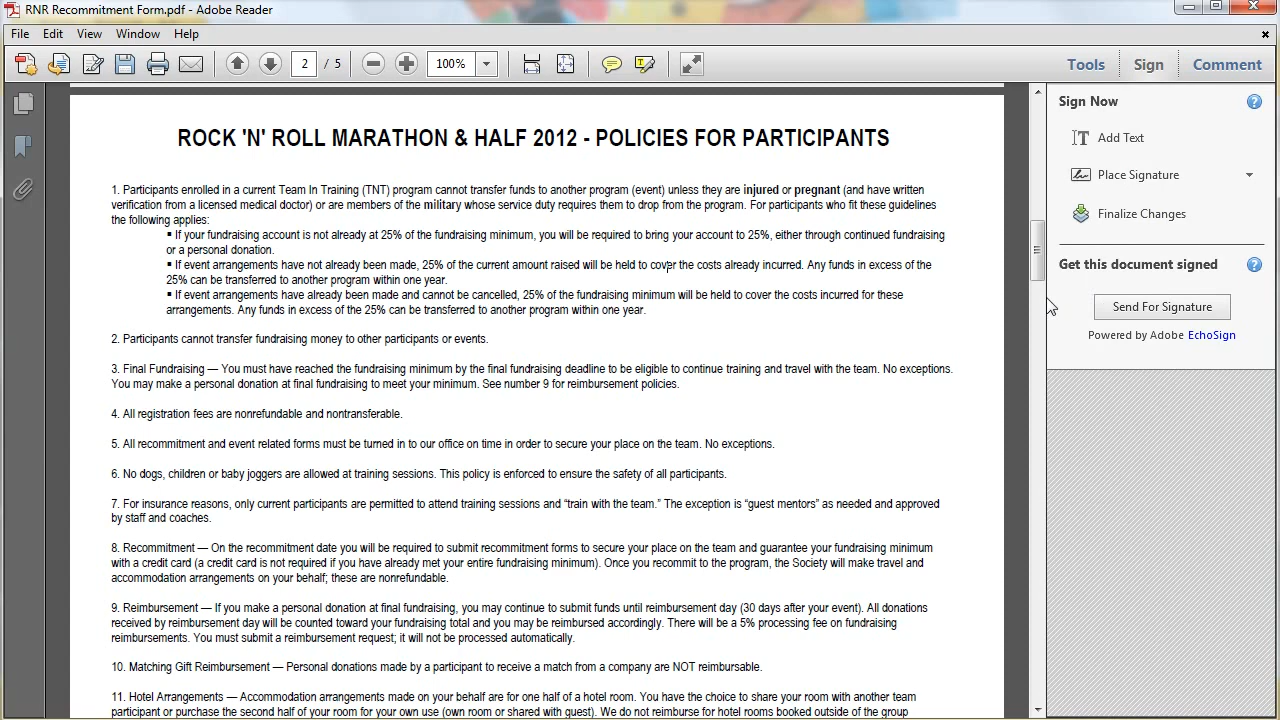 RNR Recommitment Form.pdf - Adobe Reader
File Edit View Window Help
2 / 5 100% Tools Sign Comment
Sign Now
Add Text
Place Signature
Finalize Changes
Get this document signed
Send For Signature
Powered by Adobe EchoSign
ROCK 'N' ROLL MARATHON & HALF 2012 - POLICIES FOR PARTICIPANTS
1. Participants enrolled in a current Team In Training (TNT) program cannot transfer funds to another program (event) unless they are injured or pregnant (and have written
verification from a licensed medical doctor) or are members of the military whose service duty requires them to drop from the program. For participants who fit these guidelines
the following applies:
▪ If your fundraising account is not already at 25% of the fundraising minimum, you will be required to bring your account to 25%, either through continued fundraising
or a personal donation.
▪ If event arrangements have not already been made, 25% of the current amount raised will be held to cover the costs already incurred. Any funds in excess of the
25% can be transferred to another program within one year.
▪ If event arrangements have already been made and cannot be cancelled, 25% of the fundraising minimum will be held to cover the costs incurred for these
arrangements. Any funds in excess of the 25% can be transferred to another program within one year.
2. Participants cannot transfer fundraising money to other participants or events.
3. Final Fundraising — You must have reached the fundraising minimum by the final fundraising deadline to be eligible to continue training and travel with the team. No exceptions.
You may make a personal donation at final fundraising to meet your minimum. See number 9 for reimbursement policies.
4. All registration fees are nonrefundable and nontransferable.
5. All recommitment and event related forms must be turned in to our office on time in order to secure your place on the team. No exceptions.
6. No dogs, children or baby joggers are allowed at training sessions. This policy is enforced to ensure the safety of all participants.
7. For insurance reasons, only current participants are permitted to attend training sessions and “train with the team.” The exception is “guest mentors” as needed and approved
by staff and coaches.
8. Recommitment — On the recommitment date you will be required to submit recommitment forms to secure your place on the team and guarantee your fundraising minimum
with a credit card (a credit card is not required if you have already met your entire fundraising minimum). Once you recommit to the program, the Society will make travel and
accommodation arrangements on your behalf; these are nonrefundable.
9. Reimbursement — If you make a personal donation at final fundraising, you may continue to submit funds until reimbursement day (30 days after your event). All donations
received by reimbursement day will be counted toward your fundraising total and you may be reimbursed accordingly. There will be a 5% processing fee on fundraising
reimbursements. You must submit a reimbursement request; it will not be processed automatically.
10. Matching Gift Reimbursement — Personal donations made by a participant to receive a match from a company are NOT reimbursable.
11. Hotel Arrangements — Accommodation arrangements made on your behalf are for one half of a hotel room. You have the choice to share your room with another team
participant or purchase the second half of your room for your own use (own room or shared with guest). We do not reimburse for hotel rooms booked outside of the group